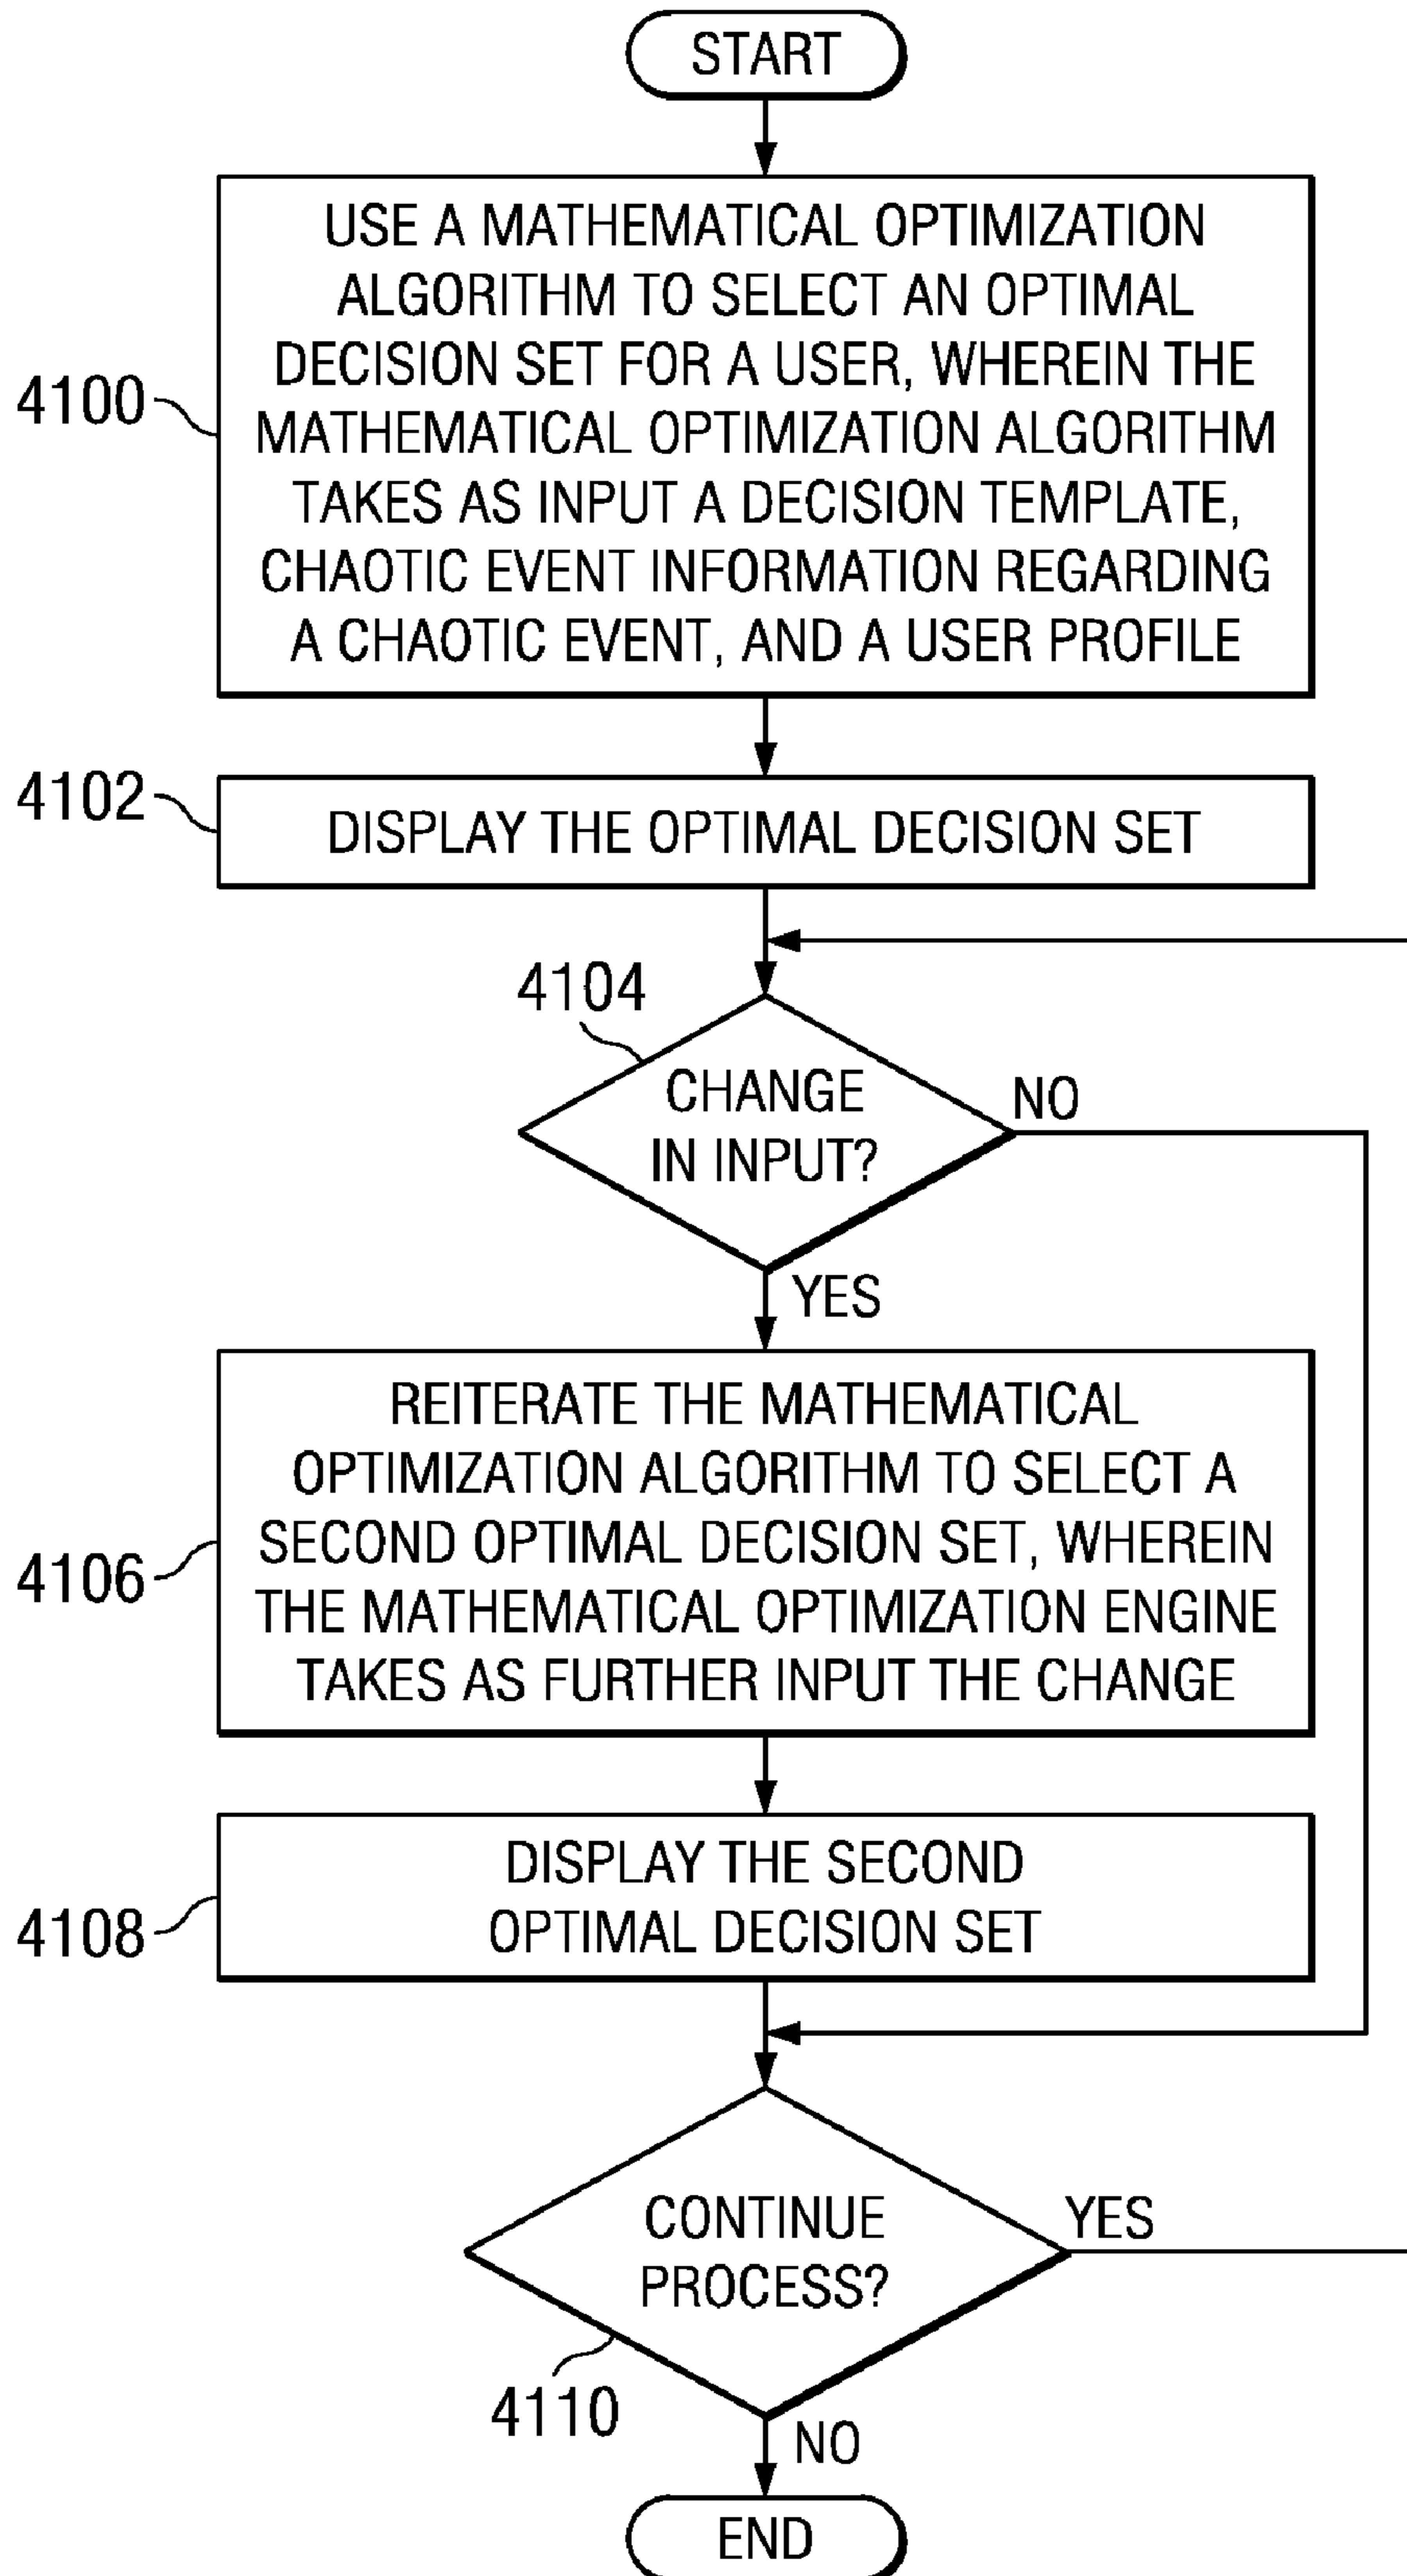 START
USE A MATHEMATICAL OPTIMIZATION
ALGORITHM TO SELECT AN OPTIMAL
DECISION SET FOR A USER, WHEREIN THE
MATHEMATICAL OPTIMIZATION ALGORITHM
TAKES AS INPUT A DECISION TEMPLATE,
CHAOTIC EVENT INFORMATION REGARDING
A CHAOTIC EVENT, AND A USER PROFILE
4100
4102
DISPLAY THE OPTIMAL DECISION SET
4104
CHANGE
IN INPUT?
NO
YES
REITERATE THE MATHEMATICAL
OPTIMIZATION ALGORITHM TO SELECT A
SECOND OPTIMAL DECISION SET, WHEREIN
THE MATHEMATICAL OPTIMIZATION ENGINE
TAKES AS FURTHER INPUT THE CHANGE
4106
DISPLAY THE SECOND
OPTIMAL DECISION SET
4108
CONTINUE
PROCESS?
YES
4110
NO
END